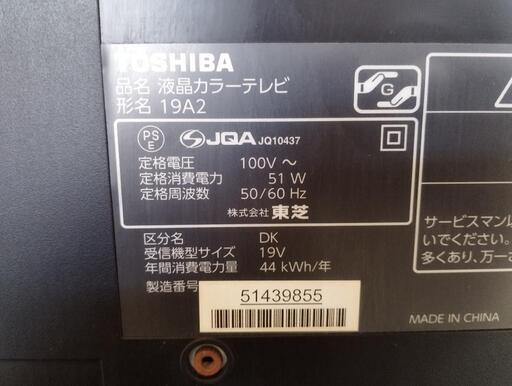 TOSHIBA
品名 液晶カラーテレビ
形名 19A2
G
PS
E
JQA JQ10437
定格電圧 100V～
定格消費電力 51 W
定格周波数 50/60 Hz
株式会社 東芝
区分名 DK
受信機型サイズ 19V
年間消費電力量 44 kWh/年
製造番号
51439855
サービスマン以
いでください。
多くあり、万一お
MADE IN CHINA